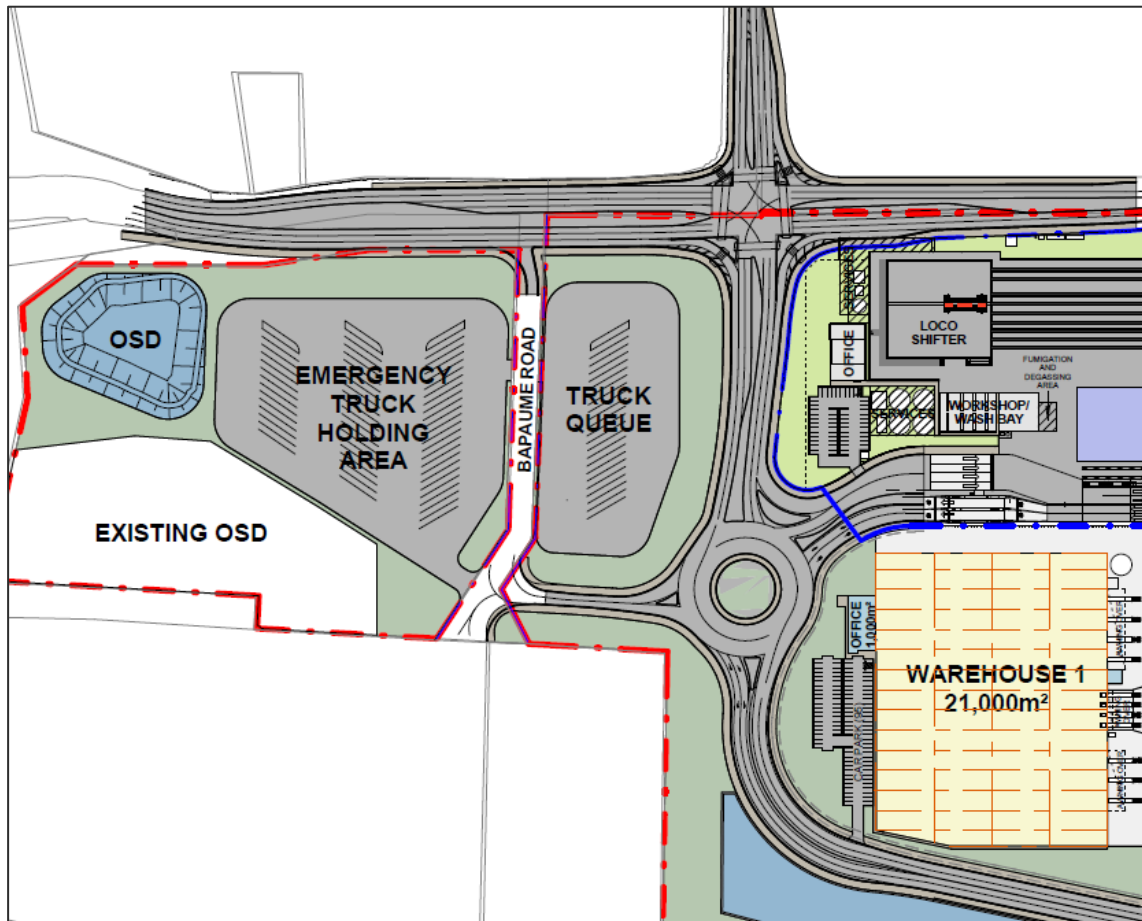 OSD
EMERGENCY
TRUCK
HOLDING
AREA
BAPAUME ROAD
TRUCK
QUEUE
EXISTING OSD
SERVICES
OFFICE
LOCO
SHIFTER
FUMIGATION
AND
DEGASSING
AREA
SERVICES
WORKSHOP/
WASH BAY
OFFICE
1,000m²
WAREHOUSE 1
21,000m²